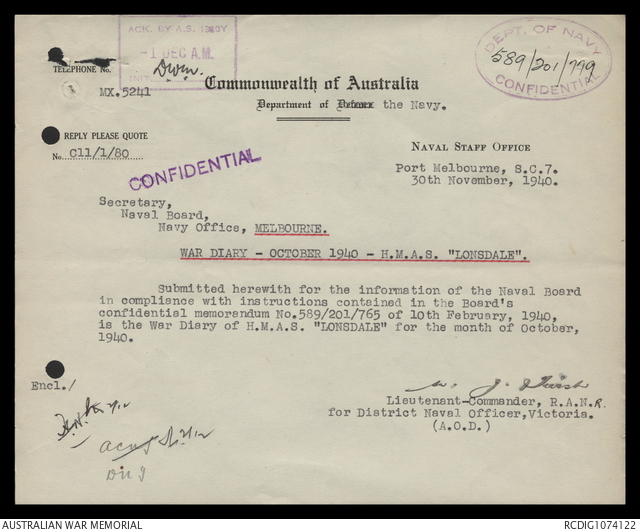 ACK. BY A.S. 1940Y
-1 DEC A.M.
DEPT. OF NAVY
589/201/799
CONFIDENTIAL
TELEPHONE No.
MX.5241
Commonwealth of Australia
Department of Defence the Navy.
REPLY PLEASE QUOTE
No. C11/1/80
NAVAL STAFF OFFICE
Port Melbourne, S.C.7.
30th November, 1940.
CONFIDENTIAL
Secretary,
Naval Board,
Navy Office, MELBOURNE.
WAR DIARY - OCTOBER 1940 - H.M.A.S. "LONSDALE".
Submitted herewith for the information of the Naval Board
in compliance with instructions contained in the Board's
confidential memorandum No.589/201/765 of 10th February, 1940,
is the War Diary of H.M.A.S. "LONSDALE" for the month of October,
1940.
Encl./
Lieutenant-Commander, R.A.N.R.
for District Naval Officer,Victoria.
(A.O.D.)
AUSTRALIAN WAR MEMORIAL
RCDIG1074122